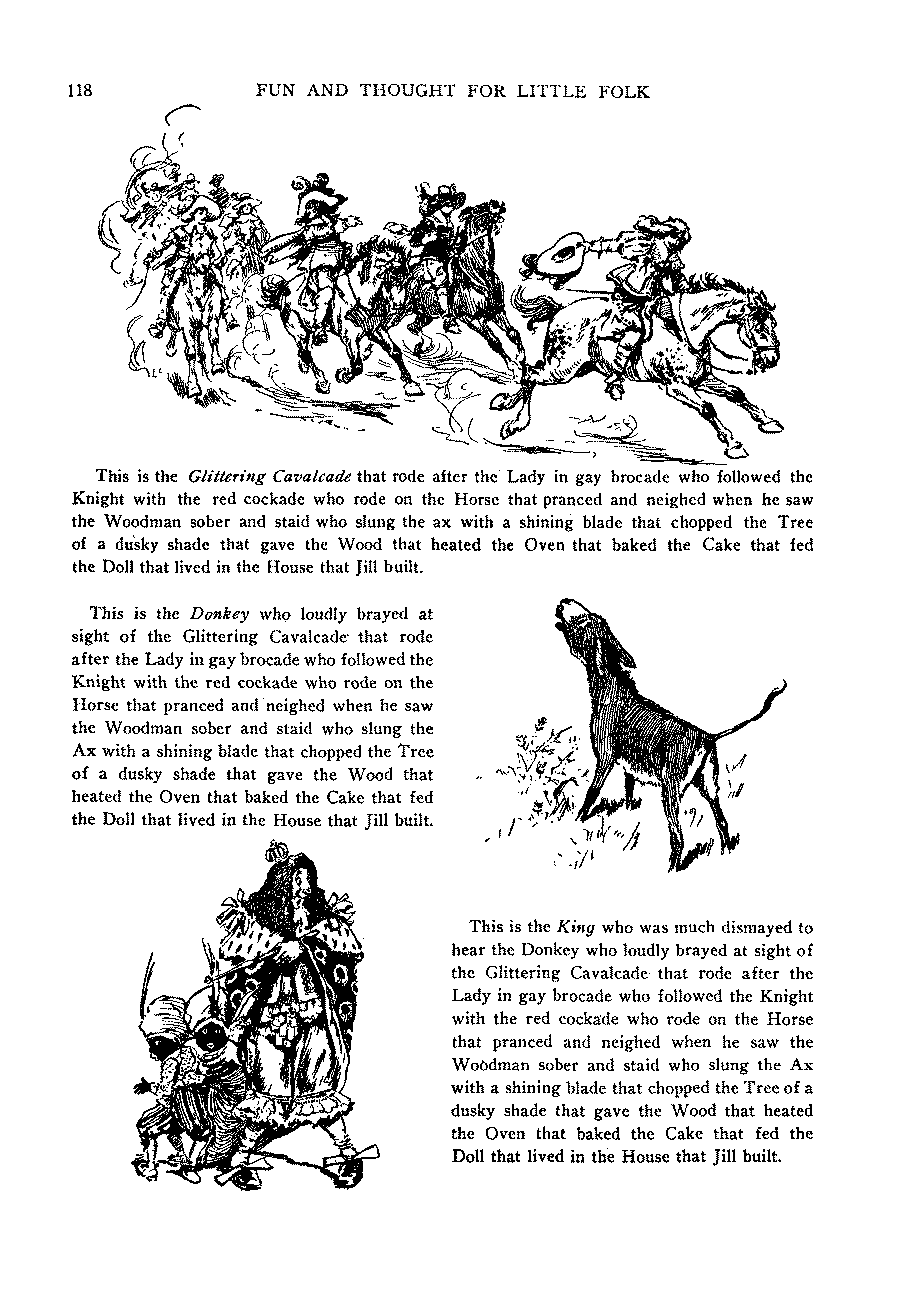 118 FUN AND THOUGHT FOR LITTLE FOLK
This is the Glittering Cavalcade that rode after the Lady in gay brocade who followed the
Knight with the red cockade who rode on the Horse that pranced and neighed when he saw
the Woodman sober and staid who slung the ax with a shining blade that chopped the Tree
of a dusky shade that gave the Wood that heated the Oven that baked the Cake that fed
the Doll that lived in the House that Jill built.
This is the Donkey who loudly brayed at
sight of the Glittering Cavalcade that rode
after the Lady in gay brocade who followed the
Knight with the red cockade who rode on the
Horse that pranced and neighed when he saw
the Woodman sober and staid who slung the
Ax with a shining blade that chopped the Tree
of a dusky shade that gave the Wood that
heated the Oven that baked the Cake that fed
the Doll that lived in the House that Jill built.
This is the King who was much dismayed to
hear the Donkey who loudly brayed at sight of
the Glittering Cavalcade that rode after the
Lady in gay brocade who followed the Knight
with the red cockade who rode on the Horse
that pranced and neighed when he saw the
Woodman sober and staid who slung the Ax
with a shining blade that chopped the Tree of a
dusky shade that gave the Wood that heated
the Oven that baked the Cake that fed the
Doll that lived in the House that Jill built.